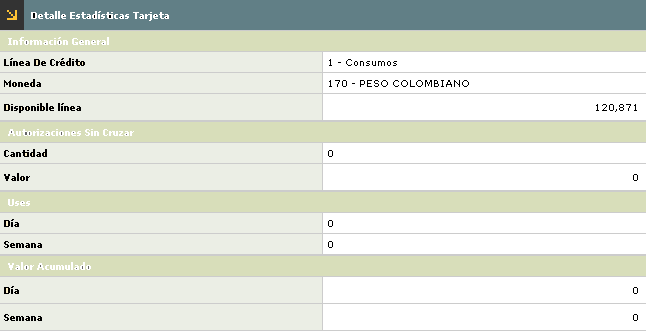 Detalle Estadísticas Tarjeta
Información General
Línea De Crédito 1 - Consumos
Moneda 170 - PESO COLOMBIANO
Disponible línea 120,871
Autorizaciones Sin Cruzar
Cantidad 0
Valor 0
Uses
Día 0
Semana 0
Valor Acumulado
Día 0
Semana 0